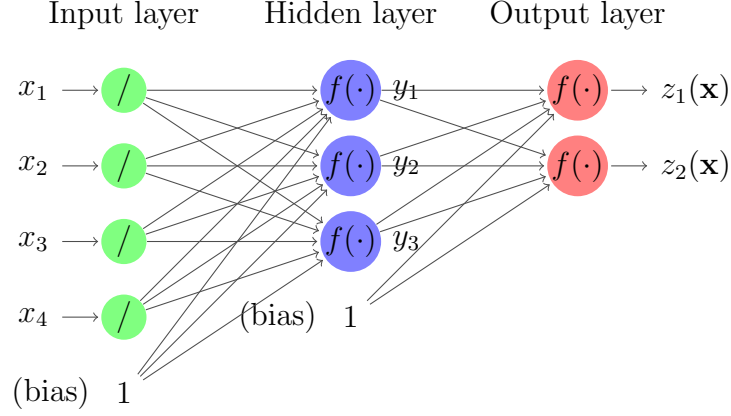 Input layer Hidden layer Output layer
x₁ / f(·) y₁ f(·) z₁(𝐱)
x₂ / f(·) y₂ f(·) z₂(𝐱)
x₃ / f(·) y₃
x₄ / (bias) 1
(bias) 1